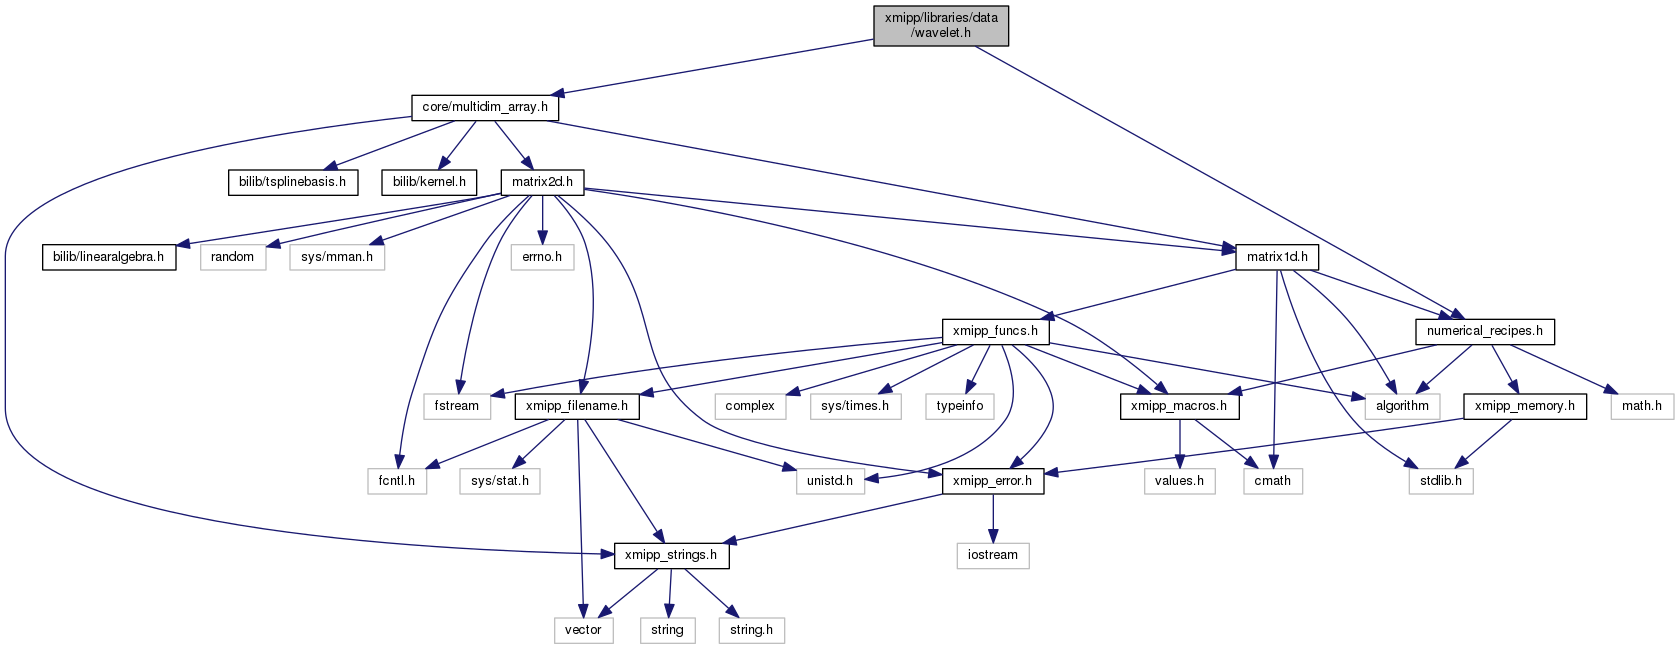 xmipp/libraries/data
/wavelet.h
core/multidim_array.h
bilib/tsplinebasis.h
bilib/kernel.h
matrix2d.h
bilib/linearalgebra.h
random
sys/mman.h
errno.h
matrix1d.h
xmipp_funcs.h
numerical_recipes.h
fstream
xmipp_filename.h
complex
sys/times.h
typeinfo
xmipp_macros.h
algorithm
xmipp_memory.h
math.h
fcntl.h
sys/stat.h
unistd.h
xmipp_error.h
values.h
cmath
stdlib.h
xmipp_strings.h
iostream
vector
string
string.h